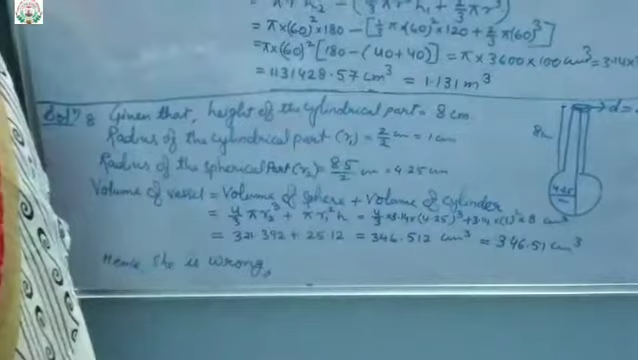 = π×(60)²×180 - [⅓π×(60)²×120 + ⅔π(60)³]
= π×(60)² [180 - (40+40)] = π × 3600 × 100 cm³ = 3.14×
= 1131428.57 cm³ = 1.131 m³
Sol? 8 Given that, height of the cylindrical part = 8 cm.
Radius of the cylindrical part (r₁) = 2/2 cm = 1 cm
Radius of the spherical Part (r₂) = 8.5/2 cm = 4.25 cm
Volume of vessel = Volume of sphere + Volume of cylinder
= 4/3 πr₂³ + πr₁²h = 4/3×3.14×(4.25)³ + 3.14×(1)²×8 cm³
= 321.392 + 25.12 = 346.512 cm³ = 346.51 cm³
Hence, She is wrong.
8
d =
4.25